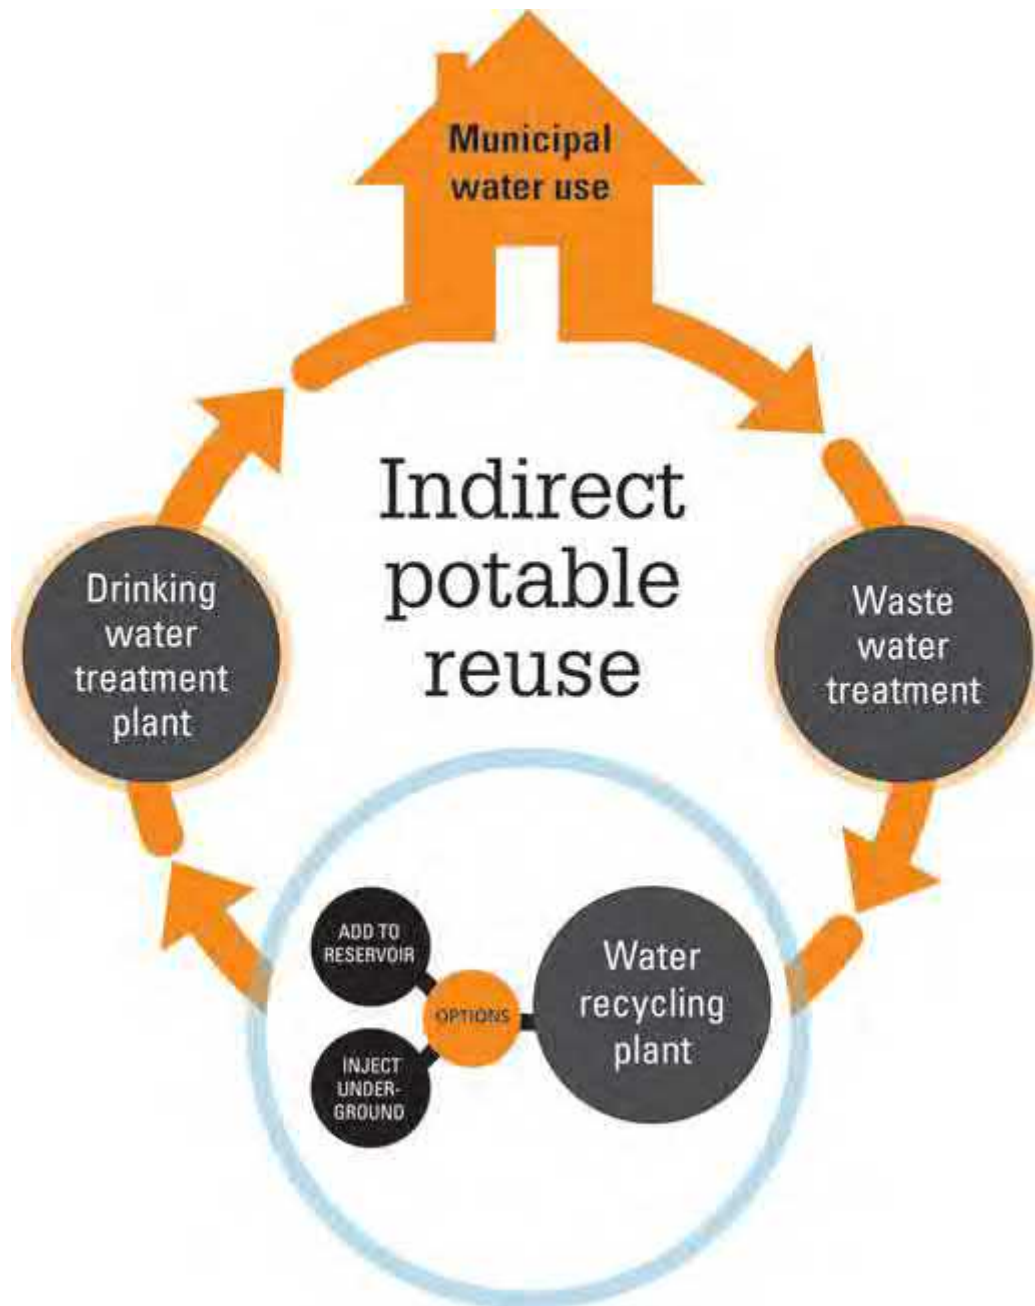 Municipal
water use
Indirect
potable
reuse
Drinking
water
treatment
plant
Waste
water
treatment
ADD TO
RESERVOIR
OPTIONS
INJECT
UNDER-
GROUND
Water
recycling
plant